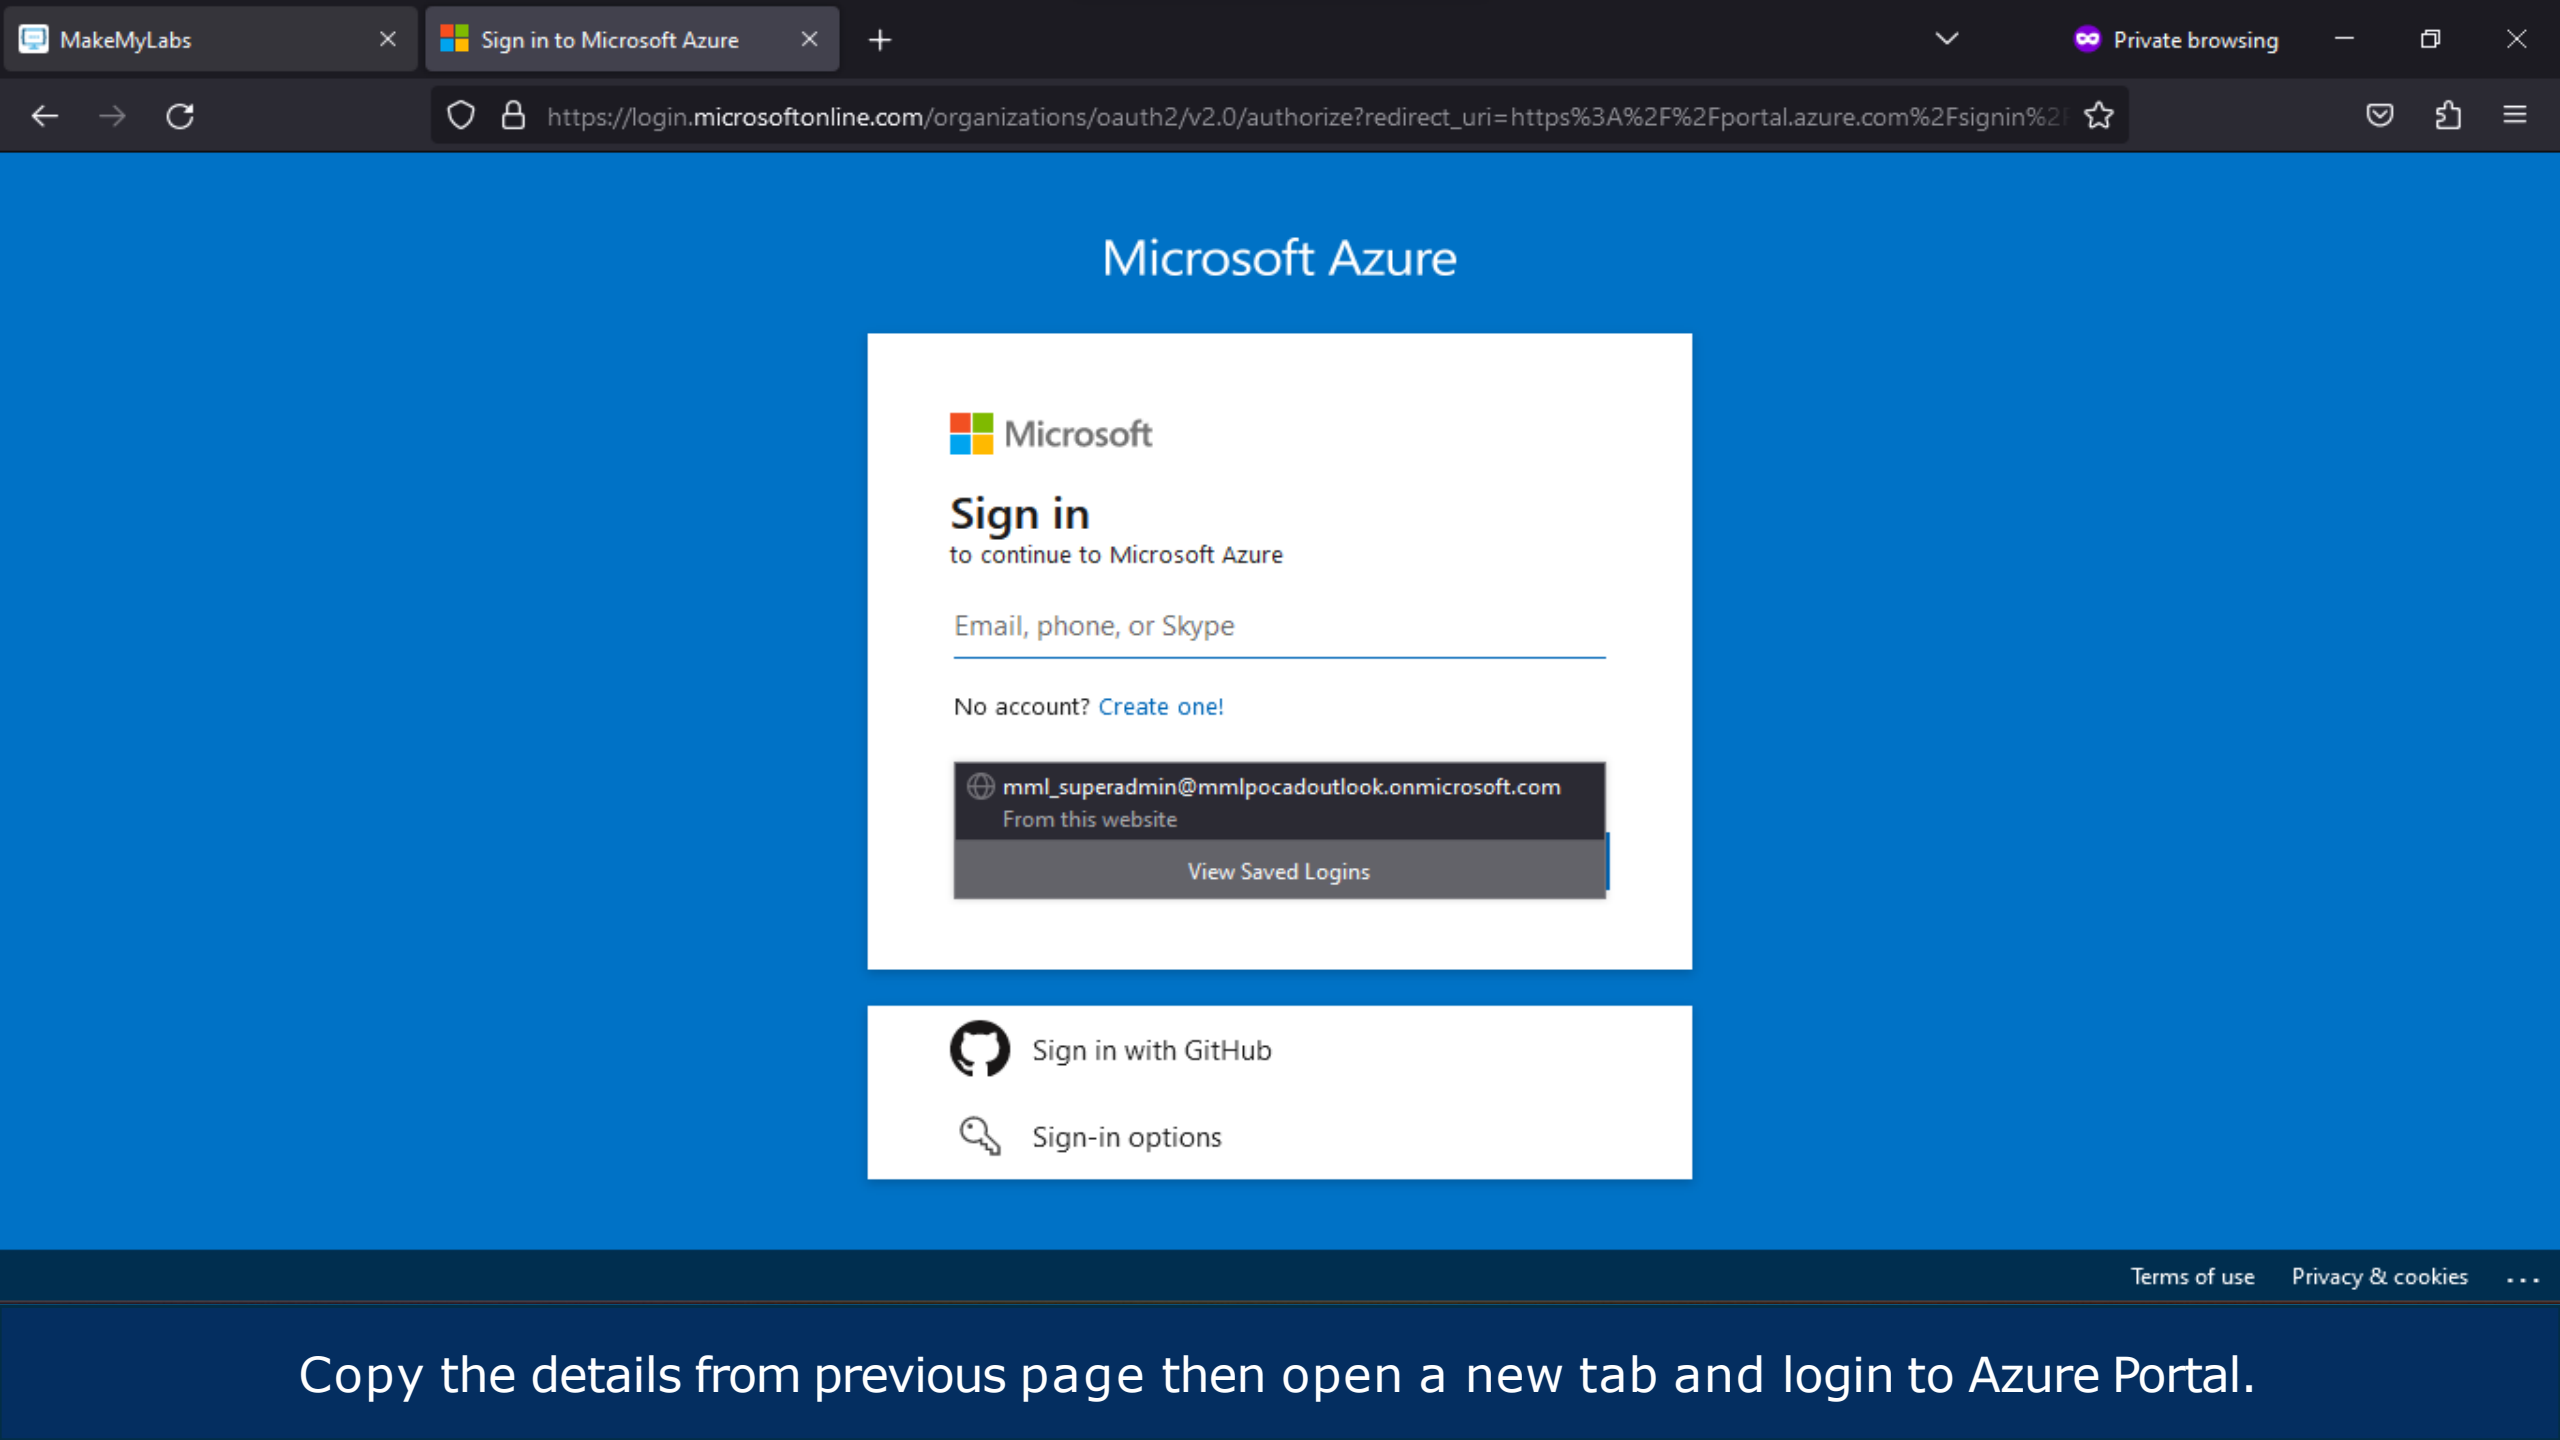 MakeMyLabs
Sign in to Microsoft Azure
Private browsing
https://login.microsoftonline.com/organizations/oauth2/v2.0/authorize?redirect_uri=https%3A%2F%2Fportal.azure.com%2Fsignin%2F
Microsoft Azure
Microsoft
Sign in
to continue to Microsoft Azure
Email, phone, or Skype
No account? Create one!
mml_superadmin@mmlpocadoutlook.onmicrosoft.com
From this website
View Saved Logins
Sign in with GitHub
Sign-in options
Terms of use Privacy & cookies ...
Copy the details from previous page then open a new tab and login to Azure Portal.